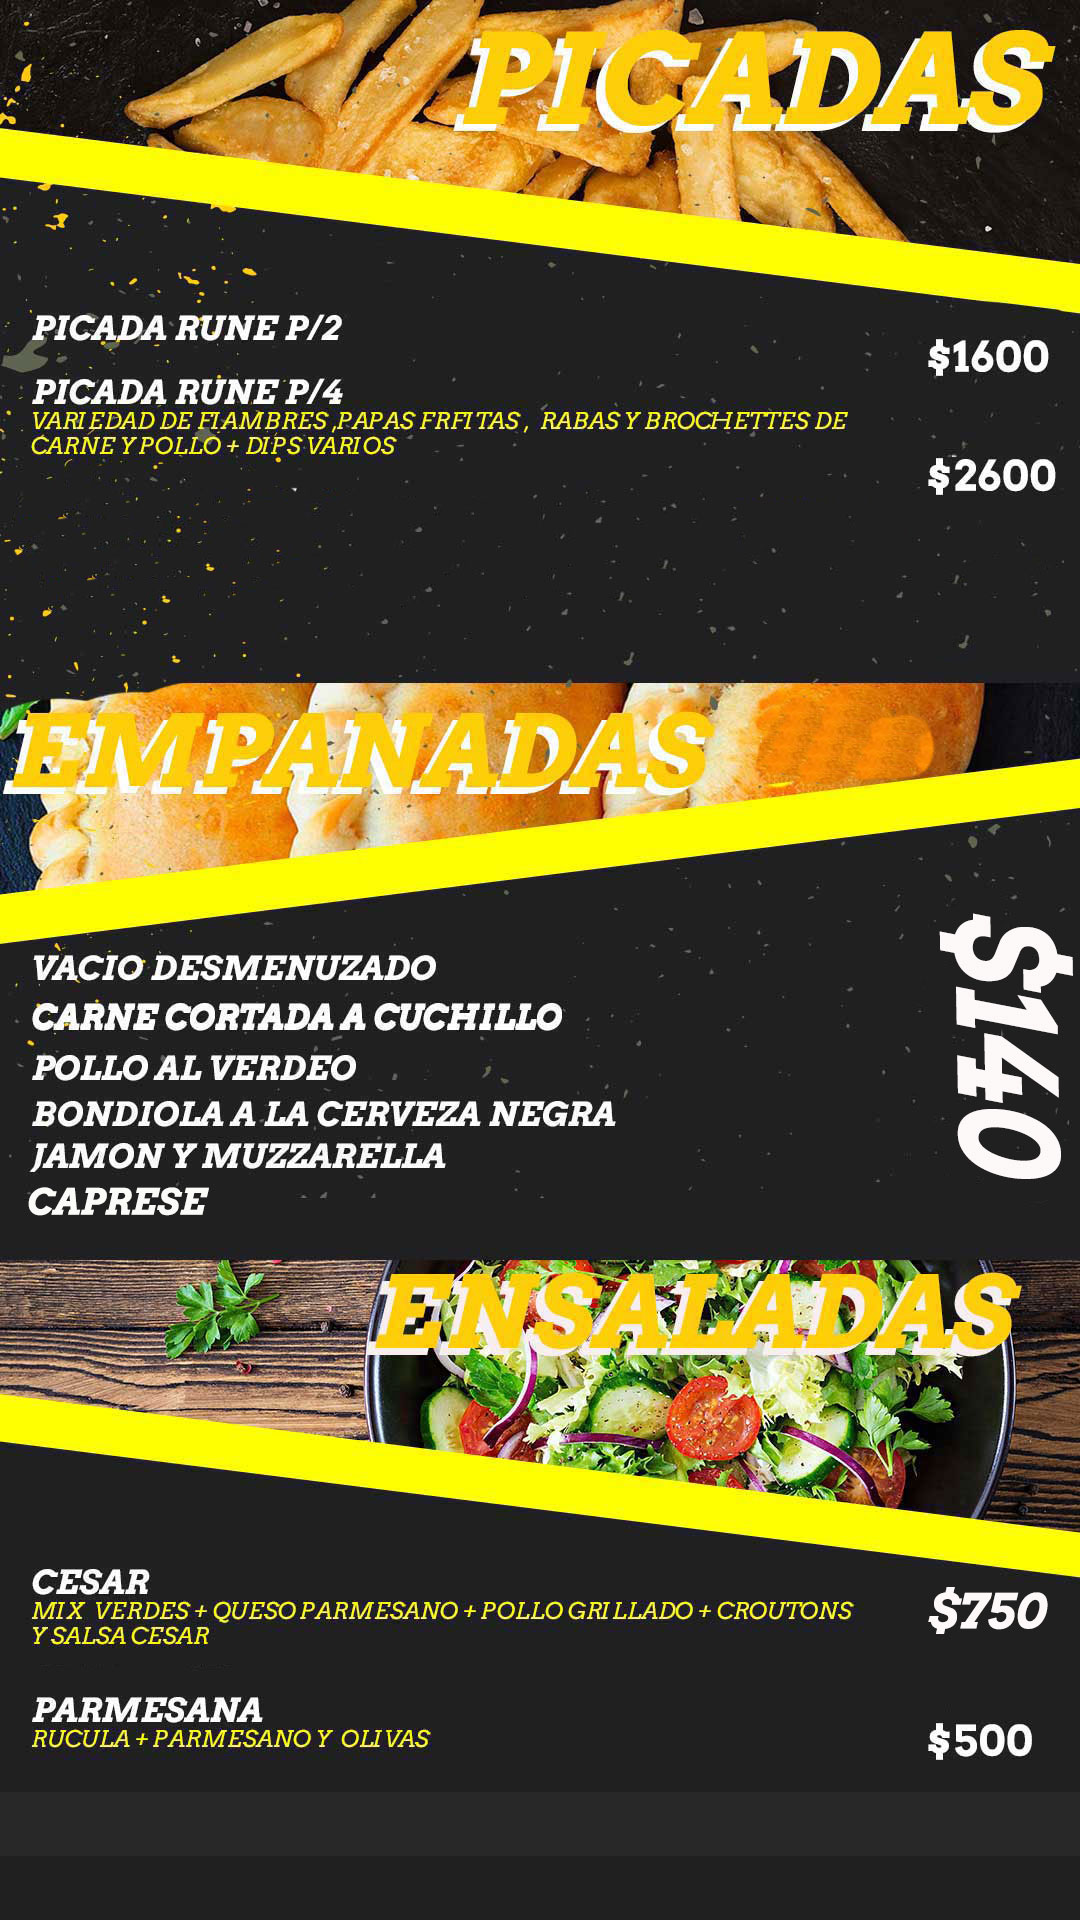 PICADAS
PICADA RUNE P/2
$1600
PICADA RUNE P/4
VARIEDAD DE FIAMBRES ,PAPAS FRFITAS , RABAS Y BROCHETTES DE
CARNE Y POLLO + DIPS VARIOS
$2600
EMPANADAS
VACIO DESMENUZADO
CARNE CORTADA A CUCHILLO
POLLO AL VERDEO
BONDIOLA A LA CERVEZA NEGRA
JAMON Y MUZZARELLA
CAPRESE
$140
ENSALADAS
CESAR
MIX VERDES + QUESO PARMESANO + POLLO GRILLADO + CROUTONS
Y SALSA CESAR
$750
PARMESANA
RUCULA + PARMESANO Y OLIVAS
$500